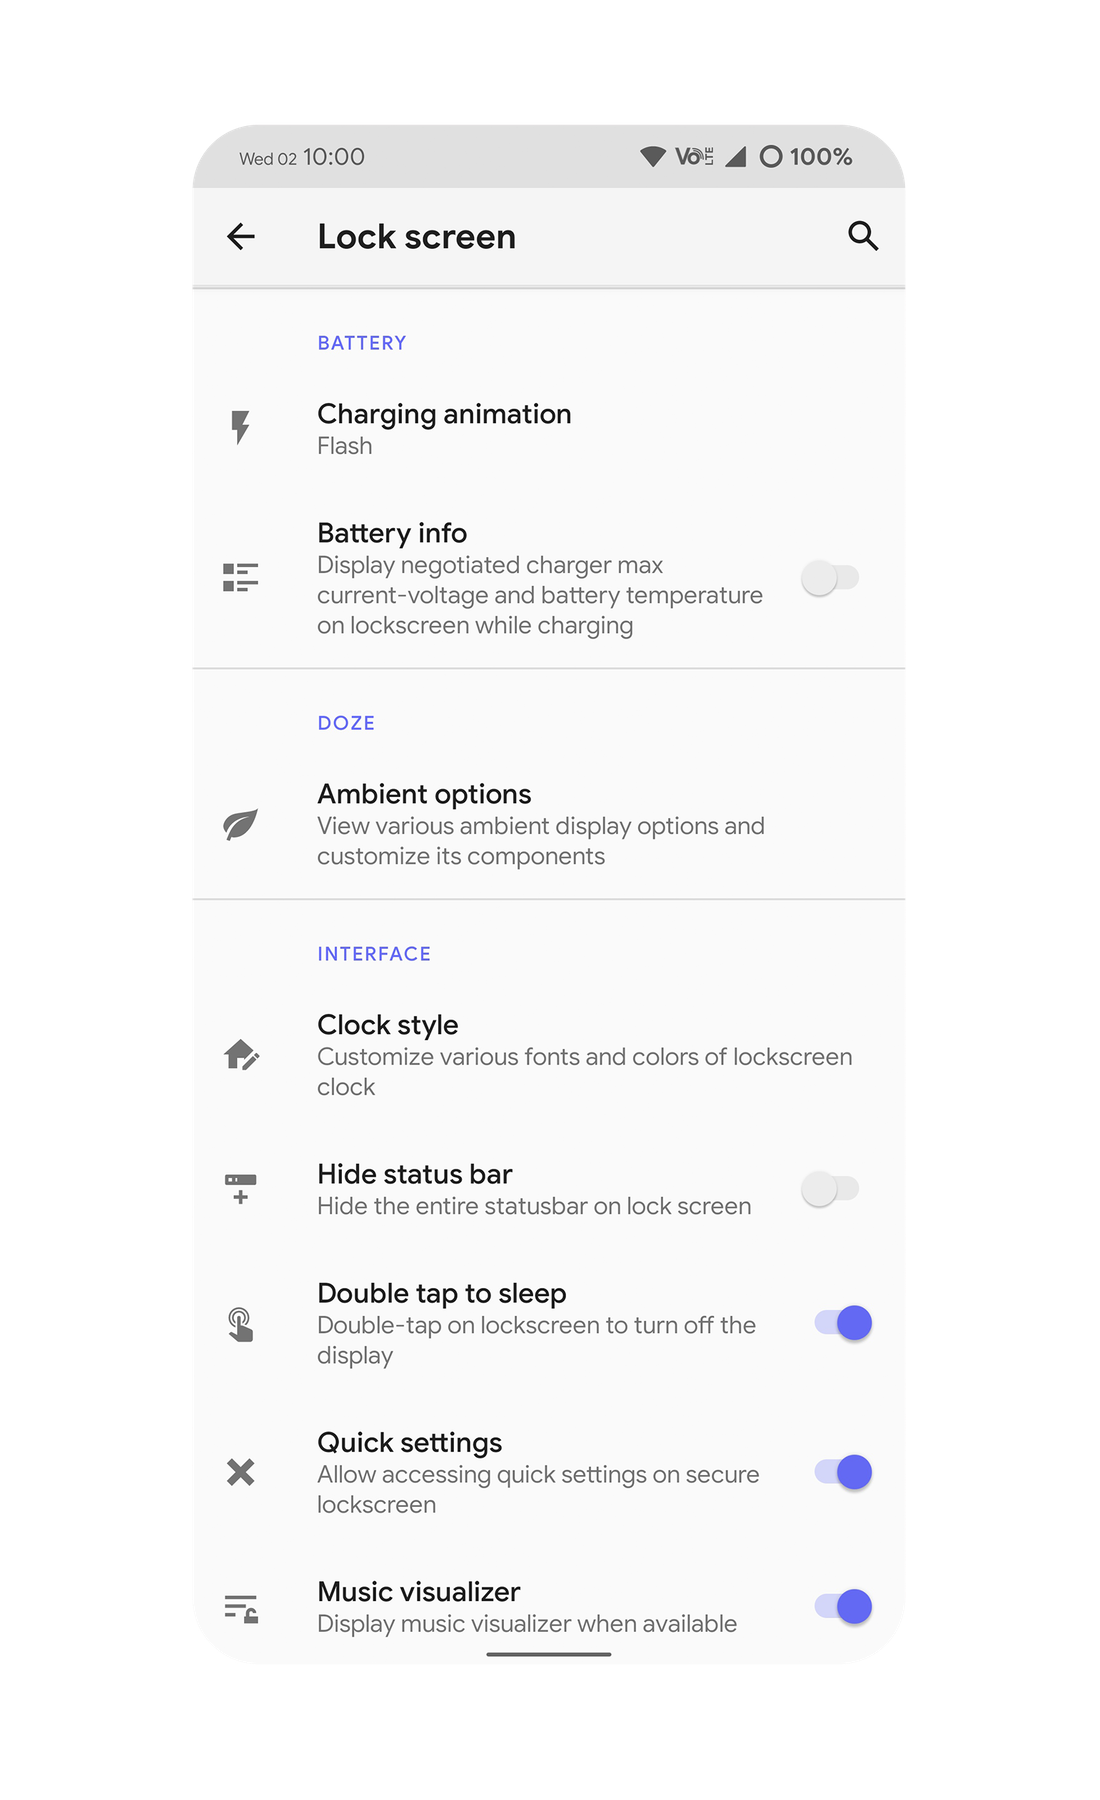 Wed 02 10:00 VoLTE 100%
Lock screen
BATTERY
Charging animation
Flash
Battery info
Display negotiated charger max
current-voltage and battery temperature
on lockscreen while charging
DOZE
Ambient options
View various ambient display options and
customize its components
INTERFACE
Clock style
Customize various fonts and colors of lockscreen
clock
Hide status bar
Hide the entire statusbar on lock screen
Double tap to sleep
Double-tap on lockscreen to turn off the
display
Quick settings
Allow accessing quick settings on secure
lockscreen
Music visualizer
Display music visualizer when available